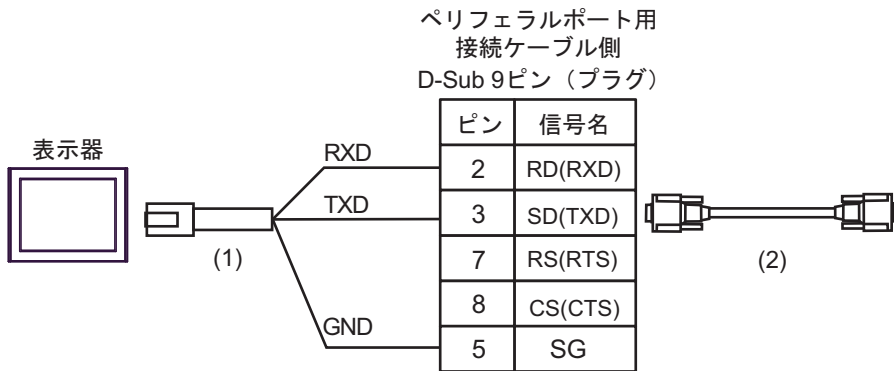 ペリフェラルポート用
接続ケーブル側
D-Sub 9ピン（プラグ）
ピン 信号名
表示器
RXD 2 RD(RXD)
TXD 3 SD(TXD)
(1) 7 RS(RTS) (2)
8 CS(CTS)
GND 5 SG